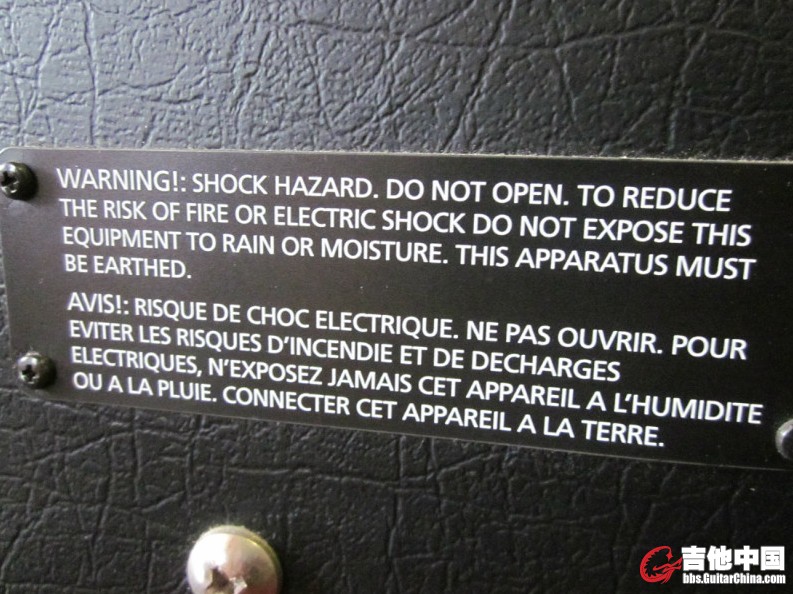 WARNING!: SHOCK HAZARD. DO NOT OPEN. TO REDUCE
THE RISK OF FIRE OR ELECTRIC SHOCK DO NOT EXPOSE THIS
EQUIPMENT TO RAIN OR MOISTURE. THIS APPARATUS MUST
BE EARTHED.
AVIS!: RISQUE DE CHOC ELECTRIQUE. NE PAS OUVRIR. POUR
EVITER LES RISQUES D'INCENDIE ET DE DECHARGES
ELECTRIQUES, N'EXPOSEZ JAMAIS CET APPAREIL A L'HUMIDITE
OU A LA PLUIE. CONNECTER CET APPAREIL A LA TERRE.
吉他中国
bbs.GuitarChina.com